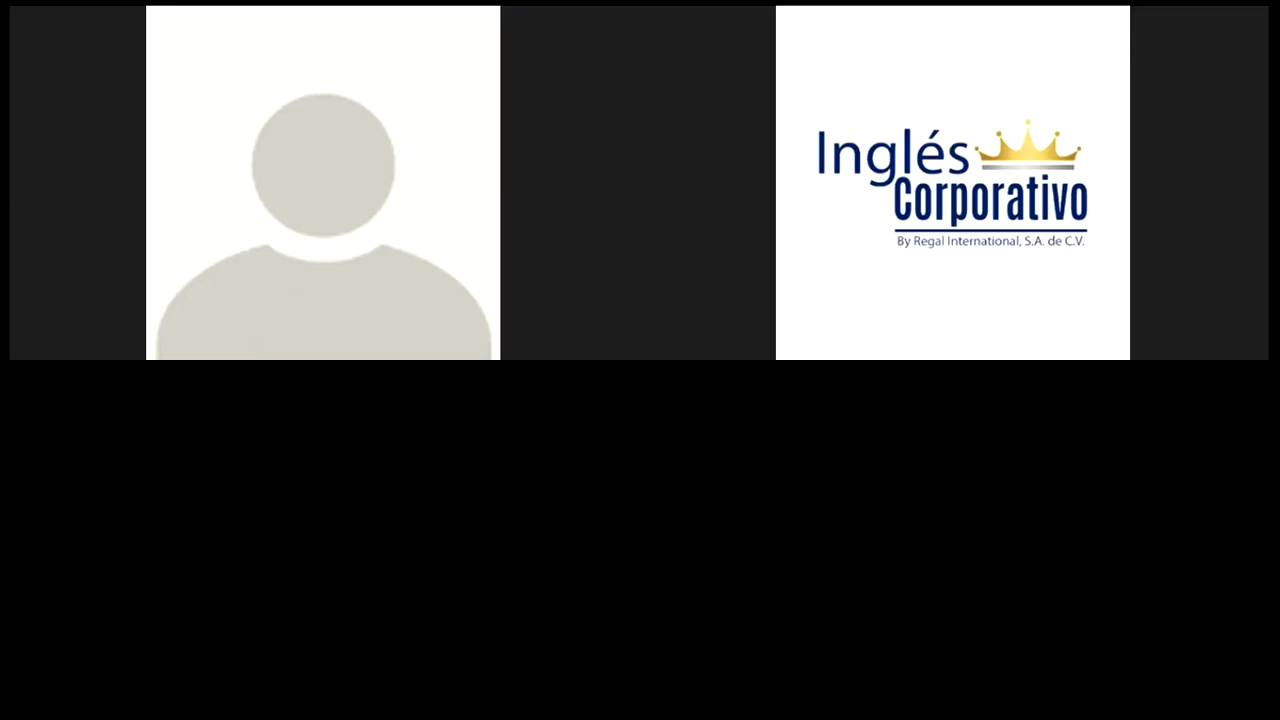 Inglés
Corporativo
By Regal International, S.A. de C.V.